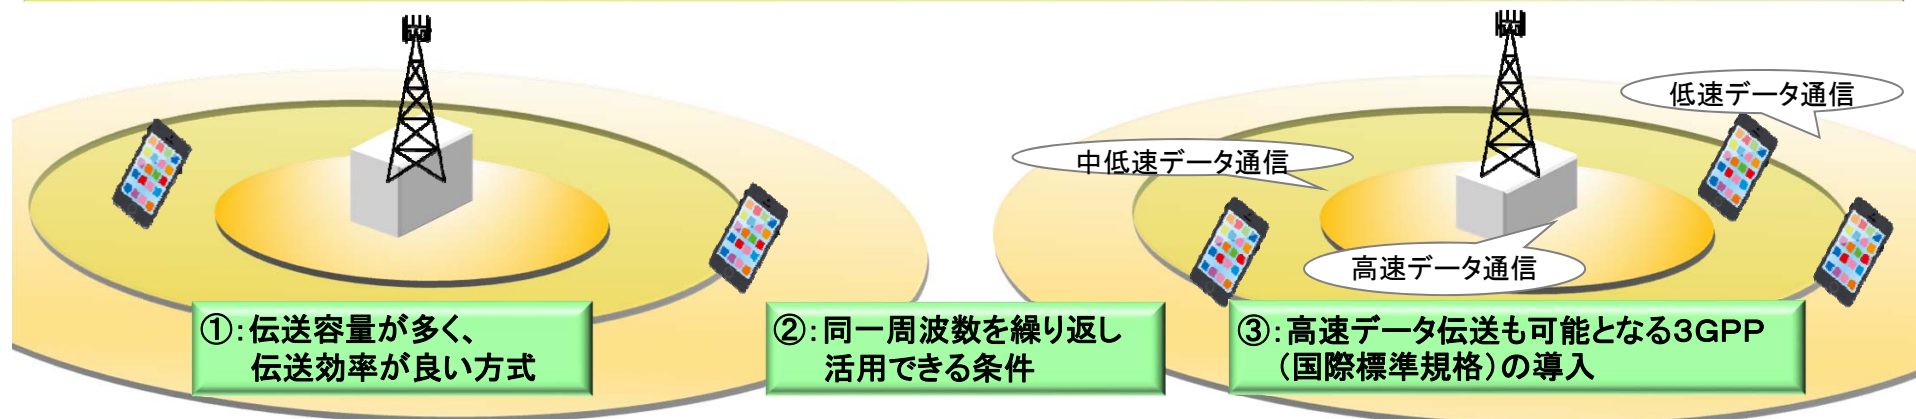 低速データ通信
中低速データ通信
高速データ通信
①:伝送容量が多く、
伝送効率が良い方式
②:同一周波数を繰り返し
活用できる条件
③:高速データ伝送も可能となる3GPP
(国際標準規格)の導入